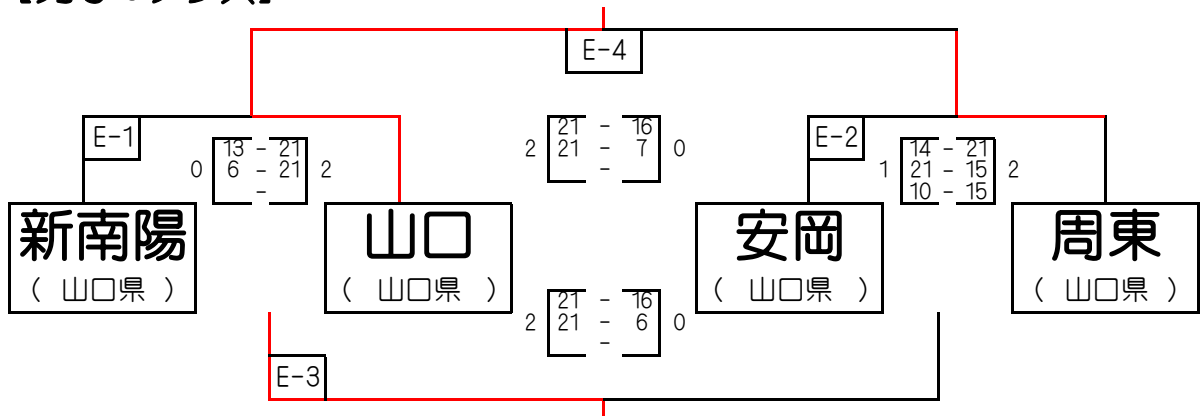 E-4
E-1
13 - 21
0 6 - 21 2
-
21 - 16
2 21 - 7 0
-
E-2
14 - 21
1 21 - 15 2
10 - 15
新南陽
( 山口県 )
山口
( 山口県 )
安岡
( 山口県 )
周東
( 山口県 )
21 - 16
2 21 - 6 0
-
E-3